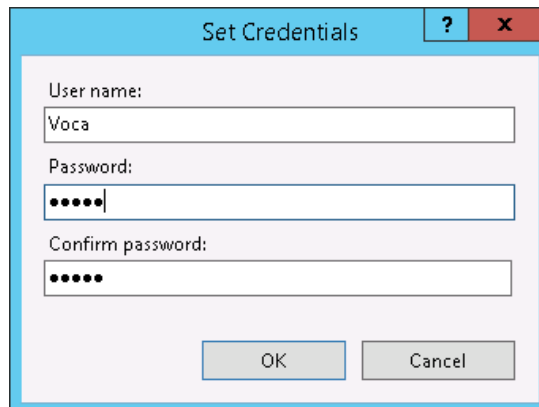 Set Credentials
? x
User name:
Voca
Password:
•••••
Confirm password:
•••••
OK Cancel